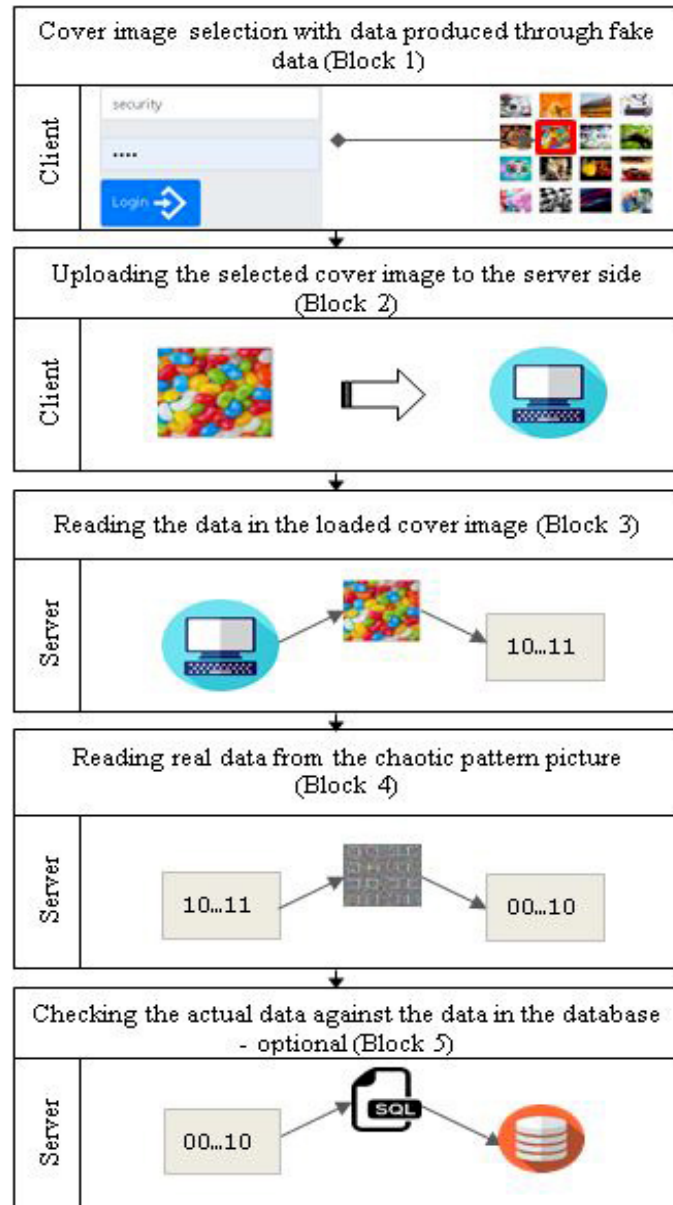 Cover image selection with data produced through fake
data (Block 1)
Client
security
••••
Login
Uploading the selected cover image to the server side
(Block 2)
Client
Reading the data in the loaded cover image (Block 3)
Server
10...11
Reading real data from the chaotic pattern picture
(Block 4)
Server
10...11
00...10
Checking the actual data against the data in the database
- optional (Block 5)
Server
00...10
SQL